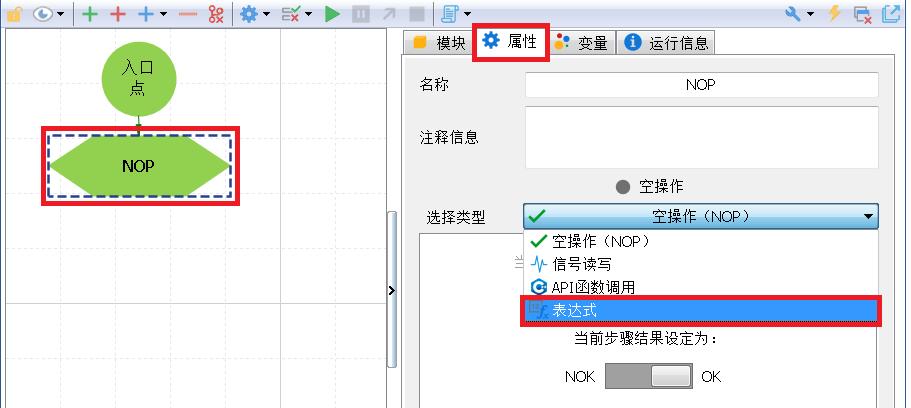 模块
属性
变量
运行信息
入口
点
NOP
名称
NOP
注释信息
空操作
选择类型
空操作（NOP）
空操作（NOP）
信号读写
API函数调用
表达式
当
当前步骤结果设定为：
NOK
OK